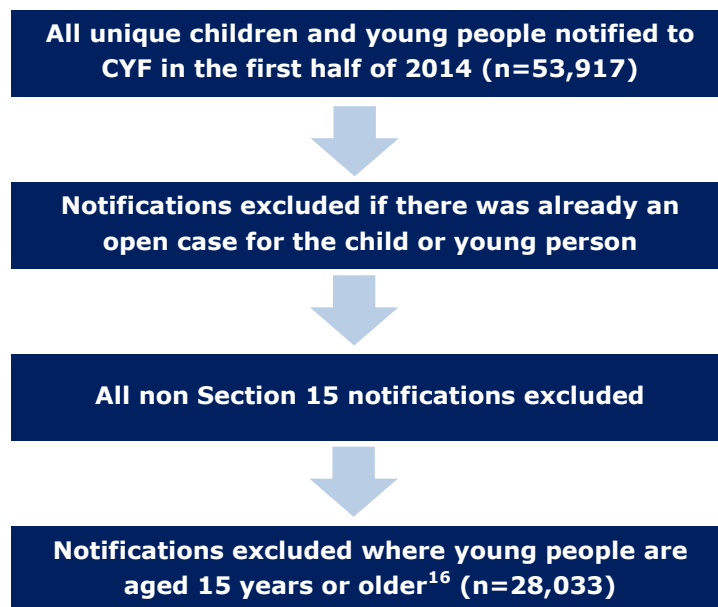 All unique children and young people notified to
CYF in the first half of 2014 (n=53,917)
Notifications excluded if there was already an
open case for the child or young person
All non Section 15 notifications excluded
Notifications excluded where young people are
aged 15 years or older¹⁶ (n=28,033)